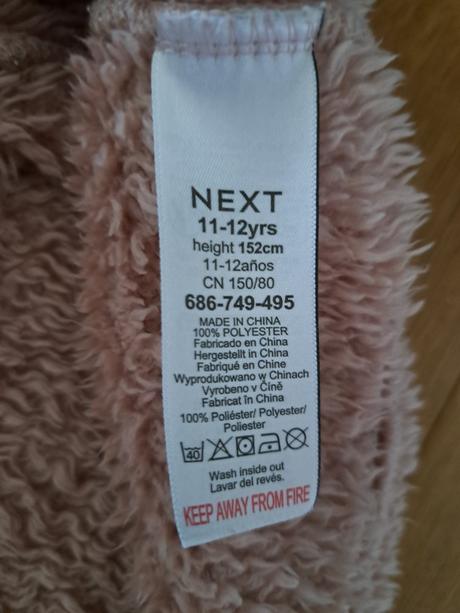 NEXT
11-12yrs
height 152cm
11-12años
CN 150/80
686-749-495
MADE IN CHINA
100% POLYESTER
Fabricado en China
Hergestellt in China
Fabriqué en Chine
Wyprodukowano w Chinach
Vyrobeno v Číně
Fabricat în China
100% Poliéster/ Polyester/
Poliester
40
Wash inside out
Lavar del revés.
KEEP AWAY FROM FIRE